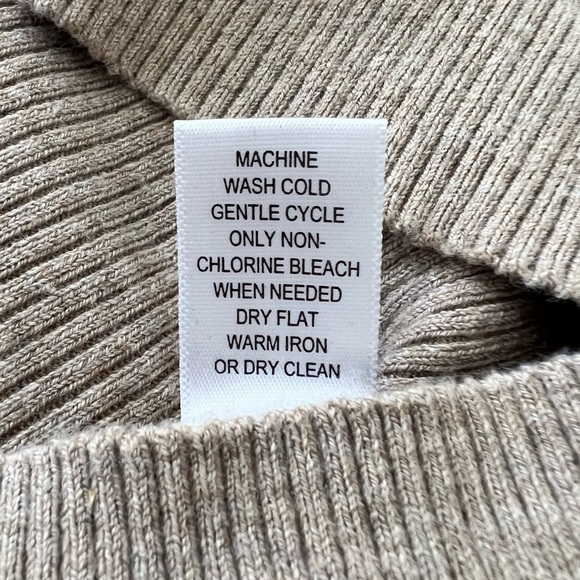 MACHINE
WASH COLD
GENTLE CYCLE
ONLY NON-
CHLORINE BLEACH
WHEN NEEDED
DRY FLAT
WARM IRON
OR DRY CLEAN